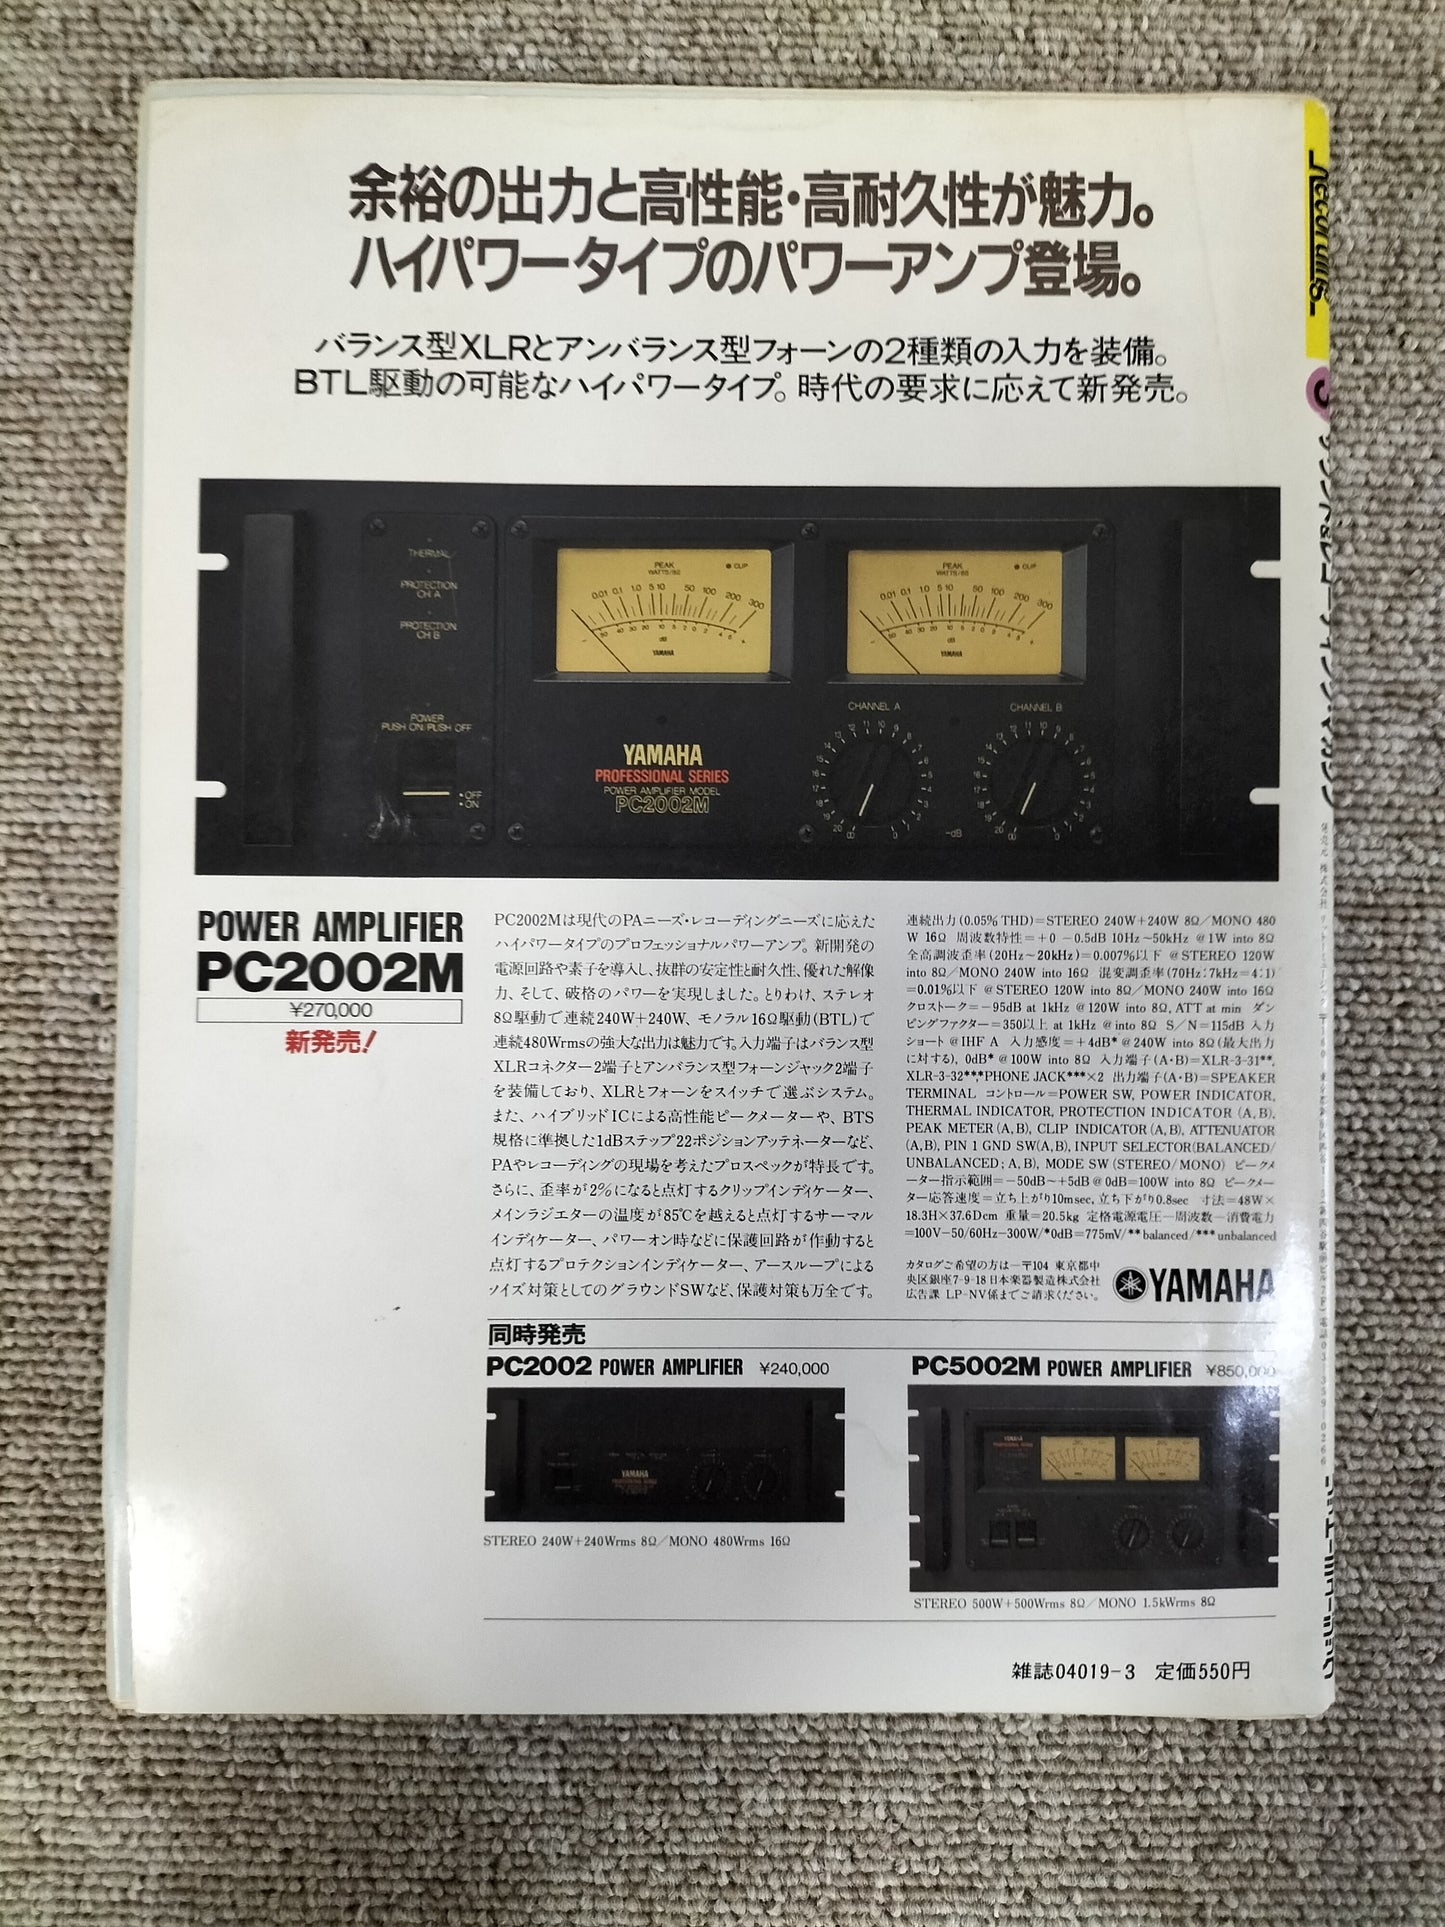 余裕の出力と高性能・高耐久性が魅力。
ハイパワータイプのパワーアンプ登場。
バランス型XLRとアンバランス型フォーンの2種類の入力を装備。
BTL駆動の可能なハイパワータイプ。時代の要求に応えて新発売。
THERMAL
PROTECTION
CH A
PROTECTION
CH B
POWER
PUSH ON/PUSH OFF
OFF
ON
PEAK
WATTS/8Ω
CLIP
0.01 0.1 1.0 5 10 50 100 200 300
dB
YAMAHA
PEAK
WATTS/8Ω
CLIP
0.01 0.1 1.0 5 10 50 100 200 300
dB
YAMAHA
YAMAHA
PROFESSIONAL SERIES
POWER AMPLIFIER MODEL
PC2002M
CHANNEL A
CHANNEL B
-dB
POWER AMPLIFIER
PC2002M
¥270,000
新発売!
PC2002Mは現代のPAニーズ・レコーディングニーズに応えた
ハイパワータイプのプロフェッショナルパワーアンプ。新開発の
電源回路や素子を導入し、抜群の安定性と耐久性、優れた解像
力、そして、破格のパワーを実現しました。とりわけ、ステレオ
8Ω駆動で連続240W+240W、モノラル16Ω駆動(BTL)で
連続480Wrmsの強大な出力は魅力です。入力端子はバランス型
XLRコネクター2端子とアンバランス型フォーンジャック2端子
を装備しており、XLRとフォーンをスイッチで選ぶシステム。
また、ハイブリッドICによる高性能ピークメーターや、BTS
規格に準拠した1dBステップ22ポジションアッテネーターなど、
PAやレコーディングの現場を考えたプロスペックが特長です。
さらに、歪率が2%になると点灯するクリップインディケーター、
メインラジエターの温度が85℃を越えると点灯するサーマル
インディケーター、パワーオン時などに保護回路が作動すると
点灯するプロテクションインディケーター、アースループによる
ノイズ対策としてのグラウンドSWなど、保護対策も万全です。
連続出力(0.05% THD)=STEREO 240W+240W 8Ω/MONO 480
W 16Ω 周波数特性=+0 −0.5dB 10Hz〜50kHz @1W into 8Ω
全高調波歪率(20Hz〜20kHz)=0.007%以下 @STEREO 120W
into 8Ω/MONO 240W into 16Ω 混変調歪率(70Hz:7kHz=4:1)
=0.01%以下 @STEREO 120W into 8Ω/MONO 240W into 16Ω
クロストーク=−95dB at 1kHz @120W into 8Ω, ATT at min ダン
ピングファクター=350以上 at 1kHz @into 8Ω S/N=115dB 入力
ショート @IHF A 入力感度=+4dB* @240W into 8Ω(最大出力
に対する), 0dB* @100W into 8Ω 入力端子(A・B)=XLR-3-31**,
XLR-3-32**,*PHONE JACK***×2 出力端子(A・B)=SPEAKER
TERMINAL コントロール=POWER SW, POWER INDICATOR,
THERMAL INDICATOR, PROTECTION INDICATOR (A, B),
PEAK METER (A, B), CLIP INDICATOR (A, B), ATTENUATOR
(A, B), PIN 1 GND SW(A, B), INPUT SELECTOR(BALANCED/
UNBALANCED; A, B), MODE SW (STEREO/MONO) ピークメ
ーター指示範囲=−50dB〜+5dB @0dB=100W into 8Ω ピークメー
ター応答速度=立ち上がり10msec, 立ち下がり0.8sec 寸法=48W×
18.3H×37.6Dcm 重量=20.5kg 定格電源電圧―周波数―消費電力
=100V−50/60Hz−300W/*0dB=775mV/**balanced/***unbalanced
カタログご希望の方は―〒104 東京都中
央区銀座7-9-18 日本楽器製造株式会社
広告課 LP-NV係までご請求ください。
YAMAHA
同時発売
PC2002 POWER AMPLIFIER ¥240,000
YAMAHA
STEREO 240W+240Wrms 8Ω/MONO 480Wrms 16Ω
PC5002M POWER AMPLIFIER ¥850,000
YAMAHA
STEREO 500W+500Wrms 8Ω/MONO 1.5kWrms 8Ω
雑誌04019-3 定価550円